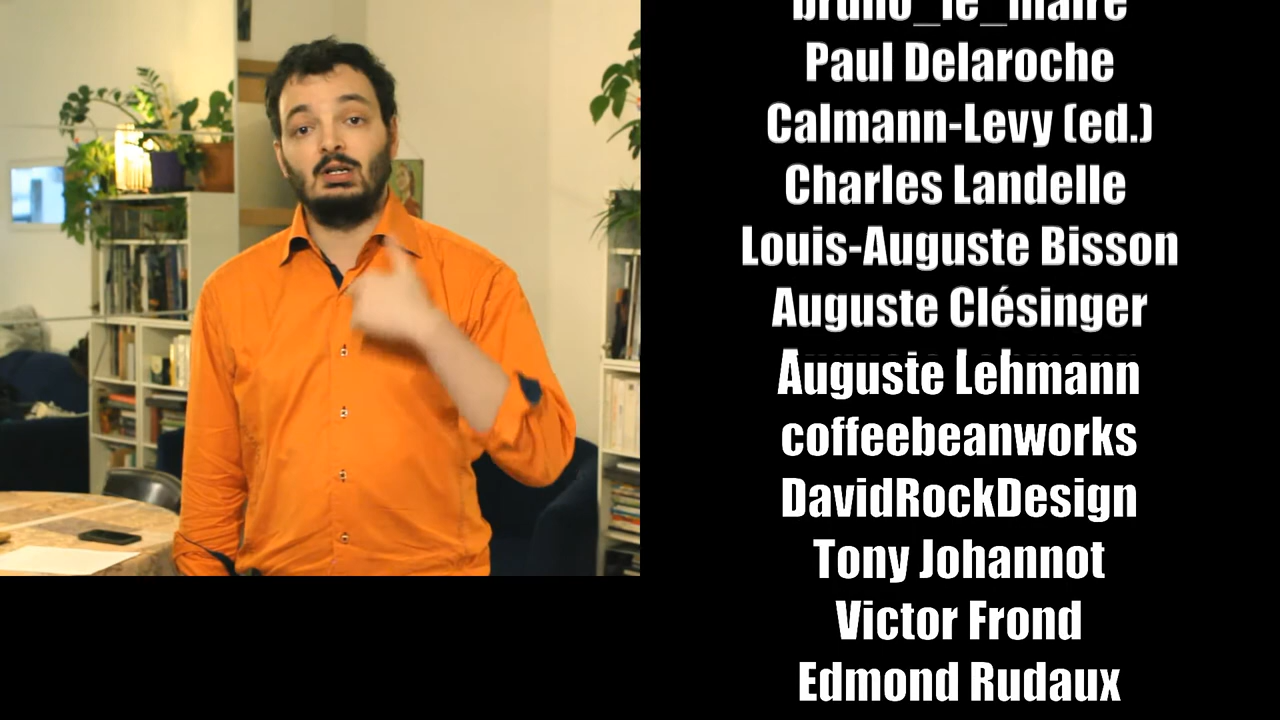 bruno_le_maire
Paul Delaroche
Calmann-Levy (ed.)
Charles Landelle
Louis-Auguste Bisson
Auguste Clésinger
Auguste Lehmann
coffeebeanworks
DavidRockDesign
Tony Johannot
Victor Frond
Edmond Rudaux